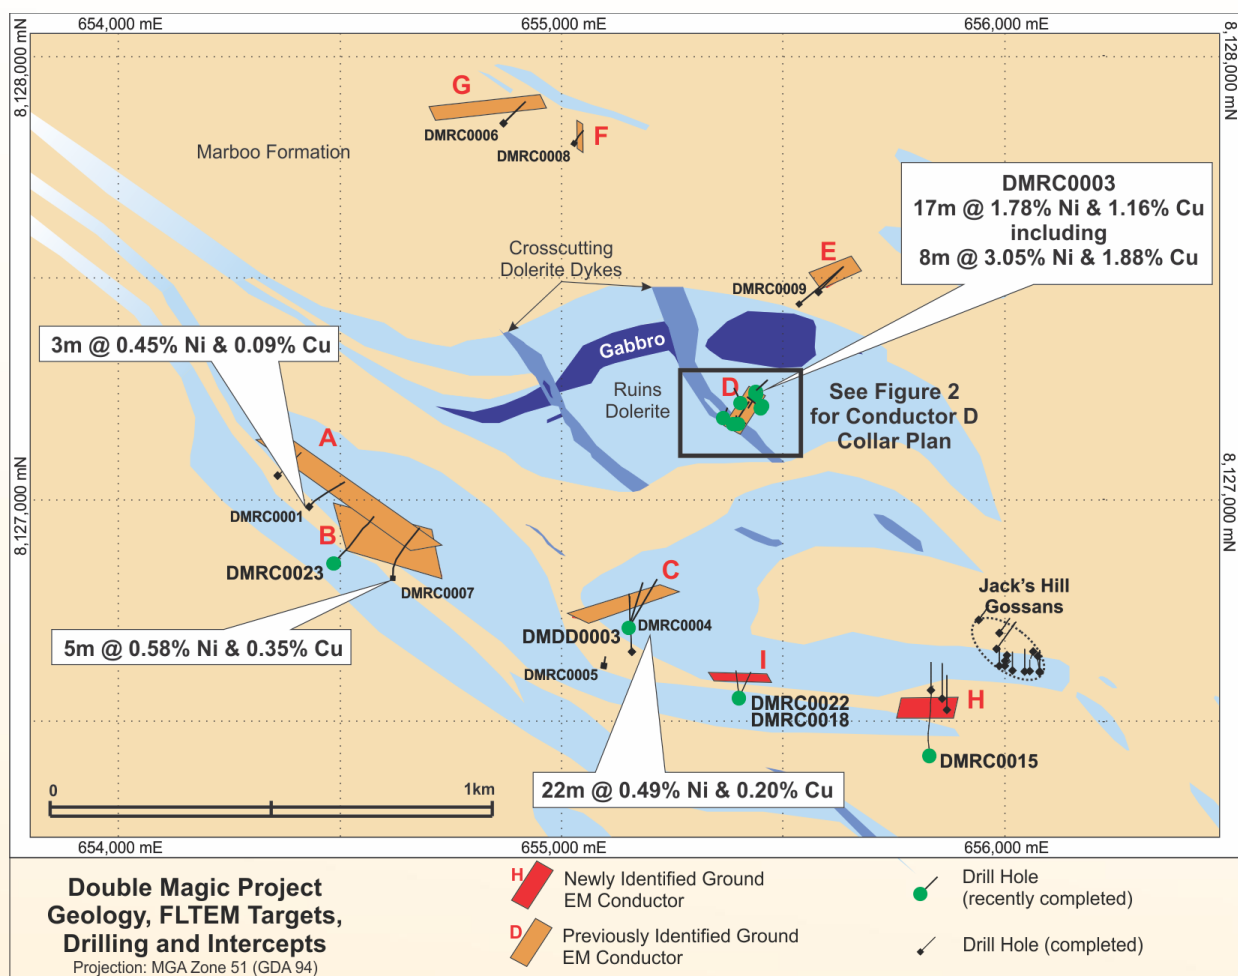 654,000 mE
655,000 mE
656,000 mE
8,128,000 mN
8,128,000 mN
G
DMRC0006
F
DMRC0008
Marboo Formation
DMRC0003
17m @ 1.78% Ni & 1.16% Cu
including
8m @ 3.05% Ni & 1.88% Cu
Crosscutting
Dolerite Dykes
E
DMRC0009
3m @ 0.45% Ni & 0.09% Cu
Gabbro
Ruins
Dolerite
D
See Figure 2
for Conductor D
Collar Plan
A
8,127,000 mN
8,127,000 mN
DMRC0001
B
DMRC0023
DMRC0007
C
Jack's Hill
Gossans
DMDD0003
DMRC0004
5m @ 0.58% Ni & 0.35% Cu
DMRC0005
I
DMRC0022
DMRC0018
H
DMRC0015
22m @ 0.49% Ni & 0.20% Cu
0
1km
654,000 mE
655,000 mE
656,000 mE
Double Magic Project
Geology, FLTEM Targets,
Drilling and Intercepts
Projection: MGA Zone 51 (GDA 94)
H
Newly Identified Ground
EM Conductor
D
Previously Identified Ground
EM Conductor
Drill Hole
(recently completed)
Drill Hole (completed)